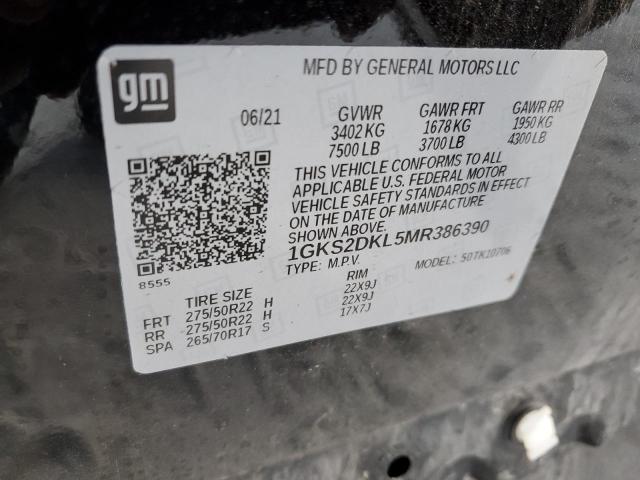 gm
MFD BY GENERAL MOTORS LLC
06/21 GVWR GAWR FRT GAWR RR
3402 KG 1678 KG 1950 KG
7500 LB 3700 LB 4300 LB
THIS VEHICLE CONFORMS TO ALL
APPLICABLE U.S. FEDERAL MOTOR
VEHICLE SAFETY STANDARDS IN EFFECT
ON THE DATE OF MANUFACTURE
SHOWN ABOVE.
1GKS2DKL5MR386390
TYPE: M.P.V. MODEL: SOTK10706
8555
TIRE SIZE RIM
FRT 275/50R22 H 22X9J
RR 275/50R22 H 22X9J
SPA 265/70R17 S 17X7J